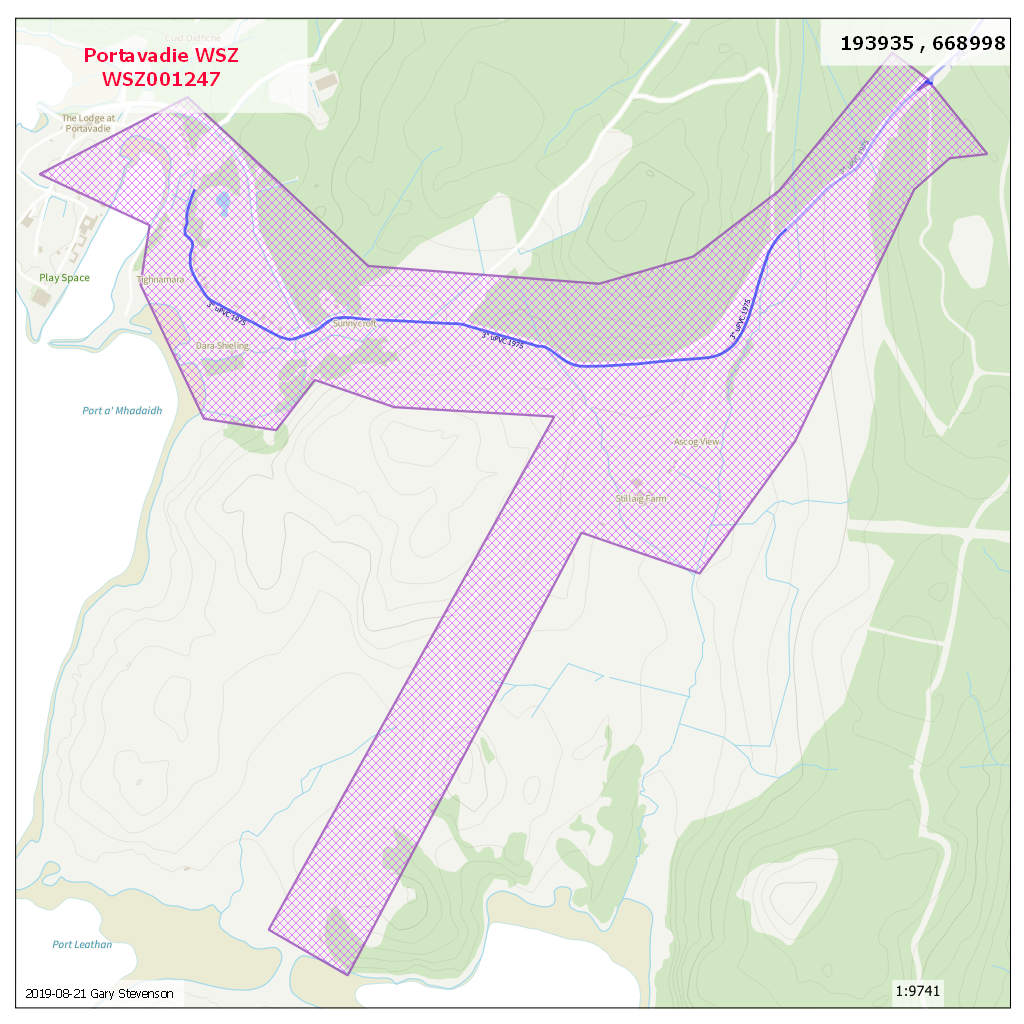 Cuid Oidhche
Portavadie WSZ
WSZ001247
193935 , 668998
The Lodge at
Portavadie
3" uPVC 1975
Play Space
Tighnamara
3" uPVC 1975
Sunnycroft
3" uPVC 1975
3" uPVC 1975
Dara Shieling
Port a' Mhadaidh
Ascog View
Stillaig Farm
Port Leathan
2019-08-21 Gary Stevenson
1:9741